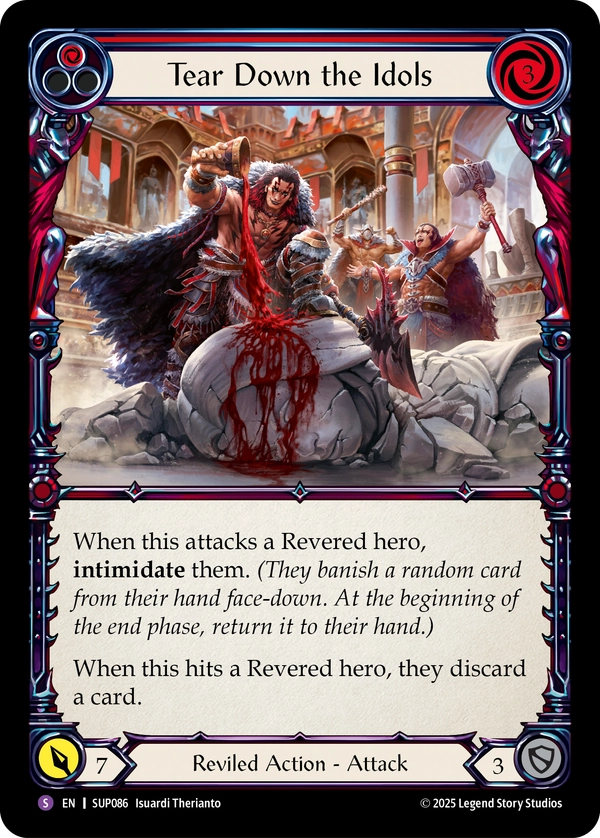 Tear Down the Idols
3
When this attacks a Revered hero,
intimidate them. (They banish a random card
from their hand face-down. At the beginning of
the end phase, return it to their hand.)
When this hits a Revered hero, they discard
a card.
7
Reviled Action - Attack
3
S EN | SUP086 Isuardi Therianto
© 2025 Legend Story Studios